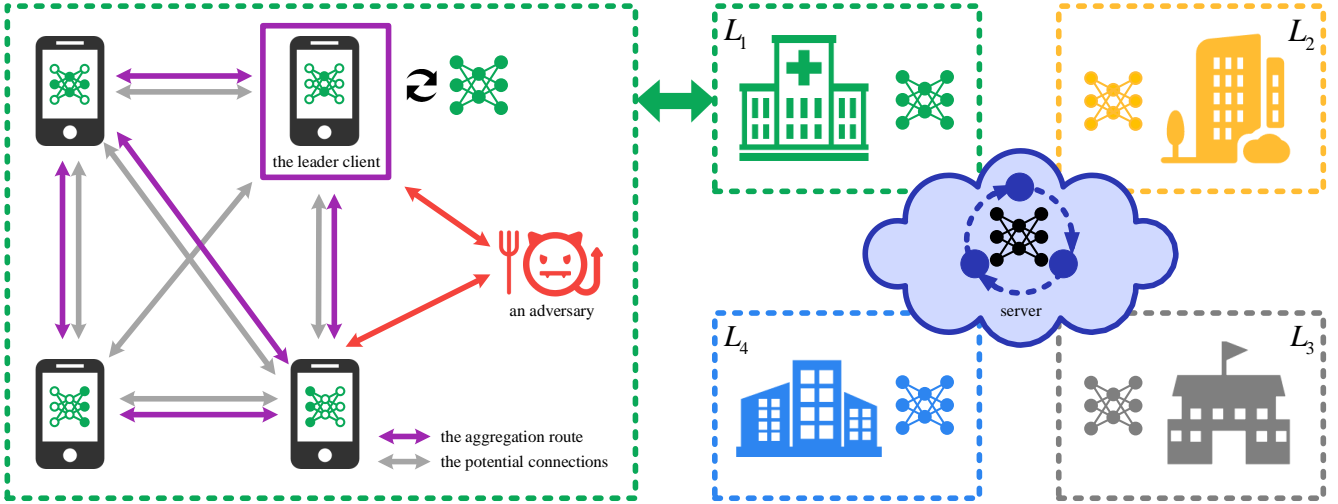 the leader client
an adversary
the aggregation route
the potential connections
L1
L2
server
L4
L3